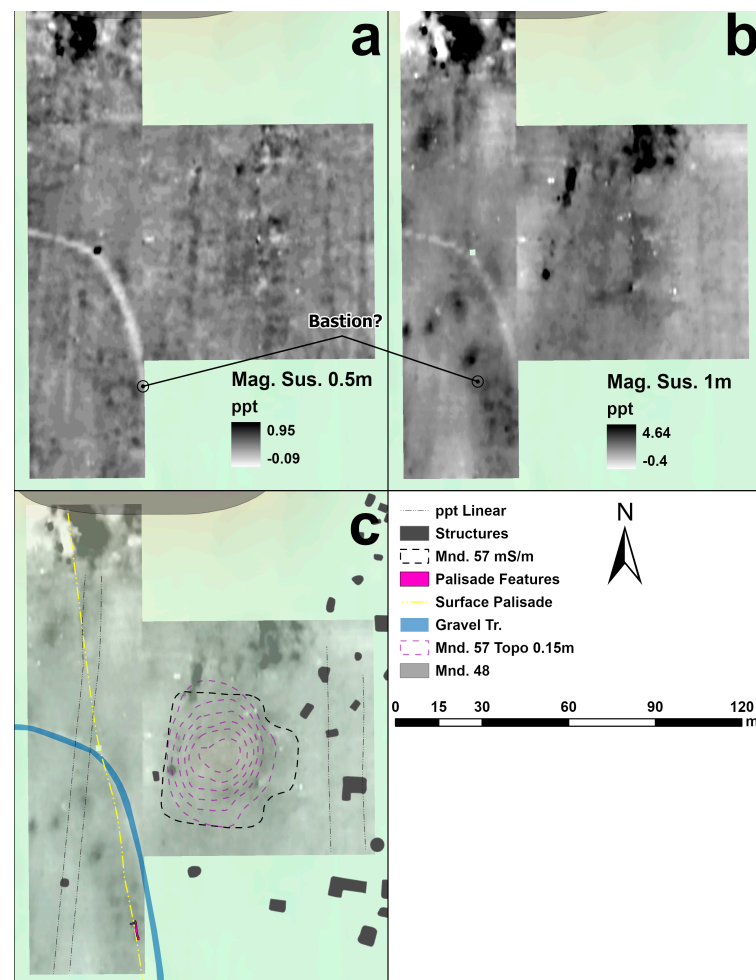 a
b
Bastion?
Mag. Sus. 0.5m
ppt
0.95
-0.09
Mag. Sus. 1m
ppt
4.64
-0.4
c
ppt Linear
Structures
Mnd. 57 mS/m
Palisade Features
Surface Palisade
Gravel Tr.
Mnd. 57 Topo 0.15m
Mnd. 48
N
0 15 30 60 90 120
m